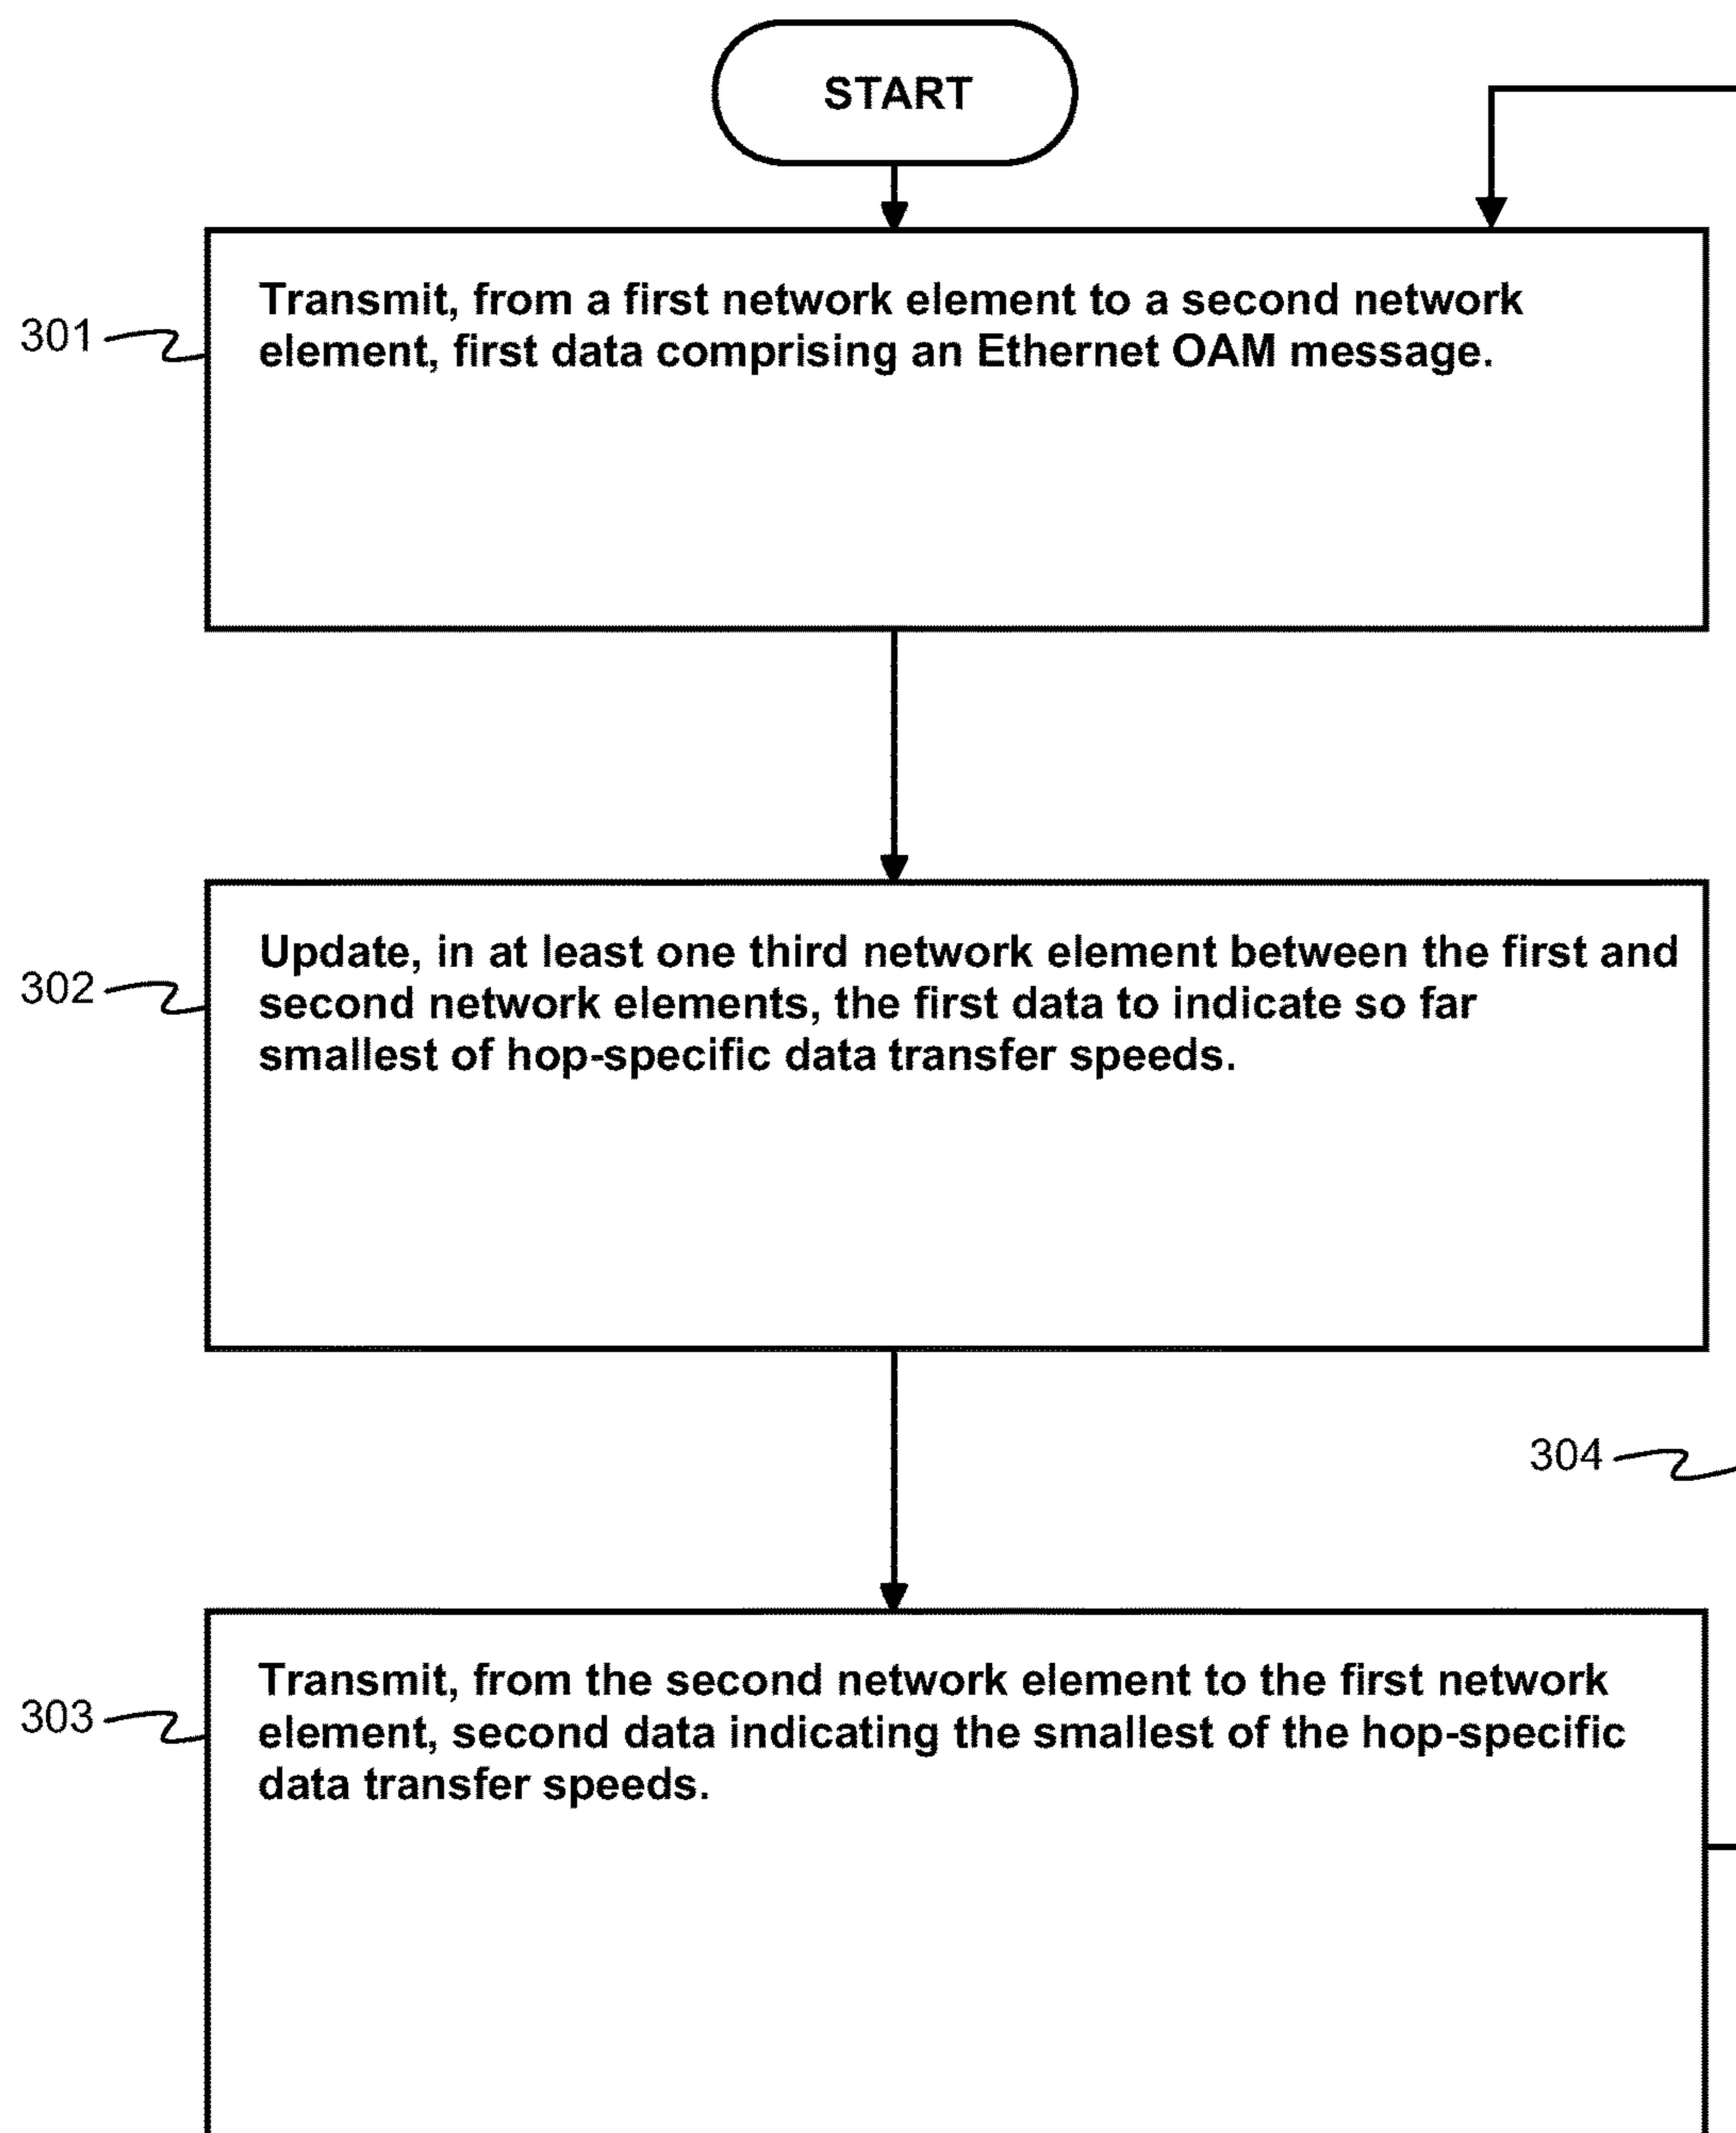 START
301
Transmit, from a first network element to a second network
element, first data comprising an Ethernet OAM message.
302
Update, in at least one third network element between the first and
second network elements, the first data to indicate so far
smallest of hop-specific data transfer speeds.
304
303
Transmit, from the second network element to the first network
element, second data indicating the smallest of the hop-specific
data transfer speeds.